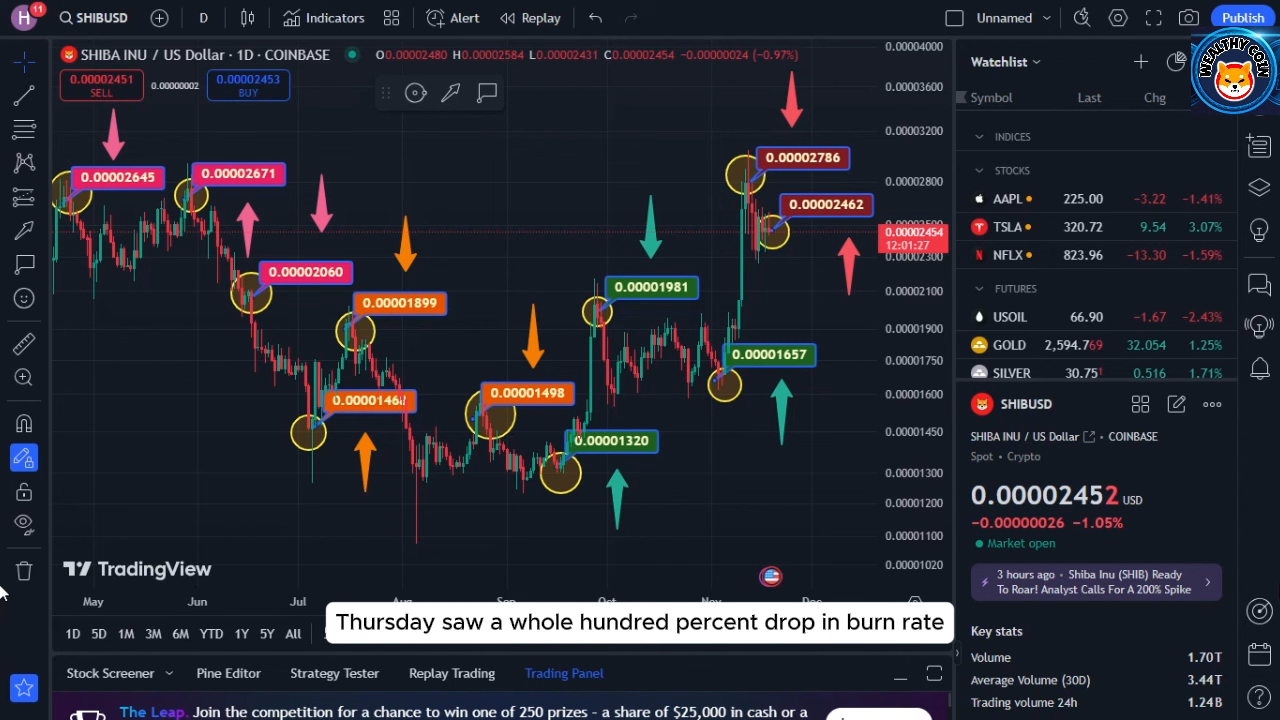 H
11
SHIBUSD
D
Indicators
Alert
Replay
Unnamed
Publish
SHIBA INU / US Dollar · 1D · COINBASE
O0.00002480 H0.00002584 L0.00002431 C0.00002454 −0.00000024 (−0.97%)
0.00002451
SELL
0.00000002
0.00002453
BUY
0.00002645
0.00002671
0.00002060
0.00001899
0.00001468
0.00001498
0.00001320
0.00001981
0.00001657
0.00002786
0.00002462
0.00004000
0.00003600
0.00003200
0.00002800
0.00002454
12:01:27
0.00002300
0.00002100
0.00001900
0.00001750
0.00001600
0.00001450
0.00001300
0.00001200
0.00001100
0.00001020
TradingView
May
Jun
Jul
Aug
Sep
Oct
Nov
Dec
1D 5D 1M 3M 6M YTD 1Y 5Y All
Thursday saw a whole hundred percent drop in burn rate
Stock Screener
Pine Editor
Strategy Tester
Replay Trading
Trading Panel
The Leap. Join the competition for a chance to win one of 250 prizes - a share of $25,000 in cash or a
WEALTHY COIN
Watchlist
Symbol Last Chg
INDICES
STOCKS
AAPL 225.00 −3.22 −1.41%
TSLA 320.72 9.54 3.07%
NFLX 823.96 −13.30 −1.59%
FUTURES
USOIL 66.90 −1.67 −2.43%
GOLD 2,594.769 32.054 1.25%
SILVER 30.751 0.516 1.71%
SHIBUSD
SHIBA INU / US Dollar • COINBASE
Spot • Crypto
0.00002452 USD
−0.00000026 −1.05%
Market open
3 hours ago • Shiba Inu (SHIB) Ready
To Roar! Analyst Calls For A 200% Spike
Key stats
Volume 1.70T
Average Volume (30D) 3.44T
Trading volume 24h 1.24B